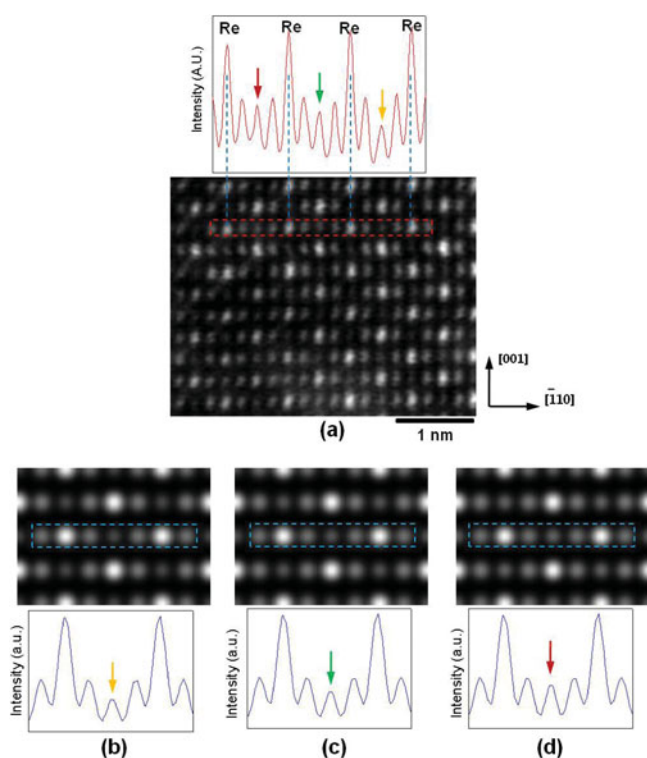 Re Re Re Re
Intensity (A.U.)
[001]
[1̄10]
(a)
1 nm
Intensity (a.u.)
(b)
Intensity (a.u.)
(c)
Intensity (a.u.)
(d)